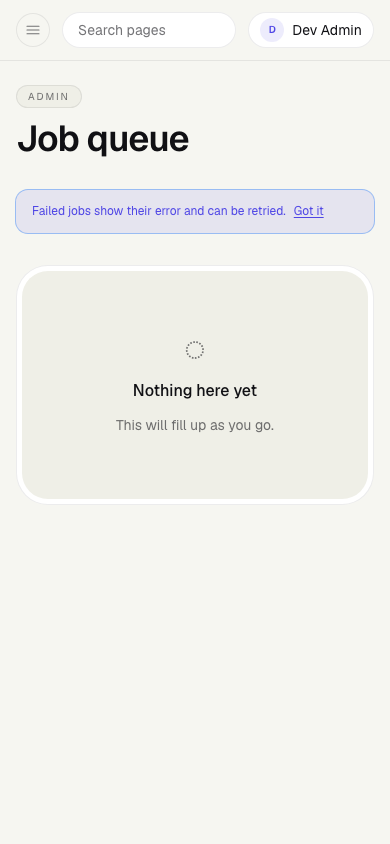 Search pages
D
Dev Admin
ADMIN
Job queue
Failed jobs show their error and can be retried. Got it
Nothing here yet
This will fill up as you go.